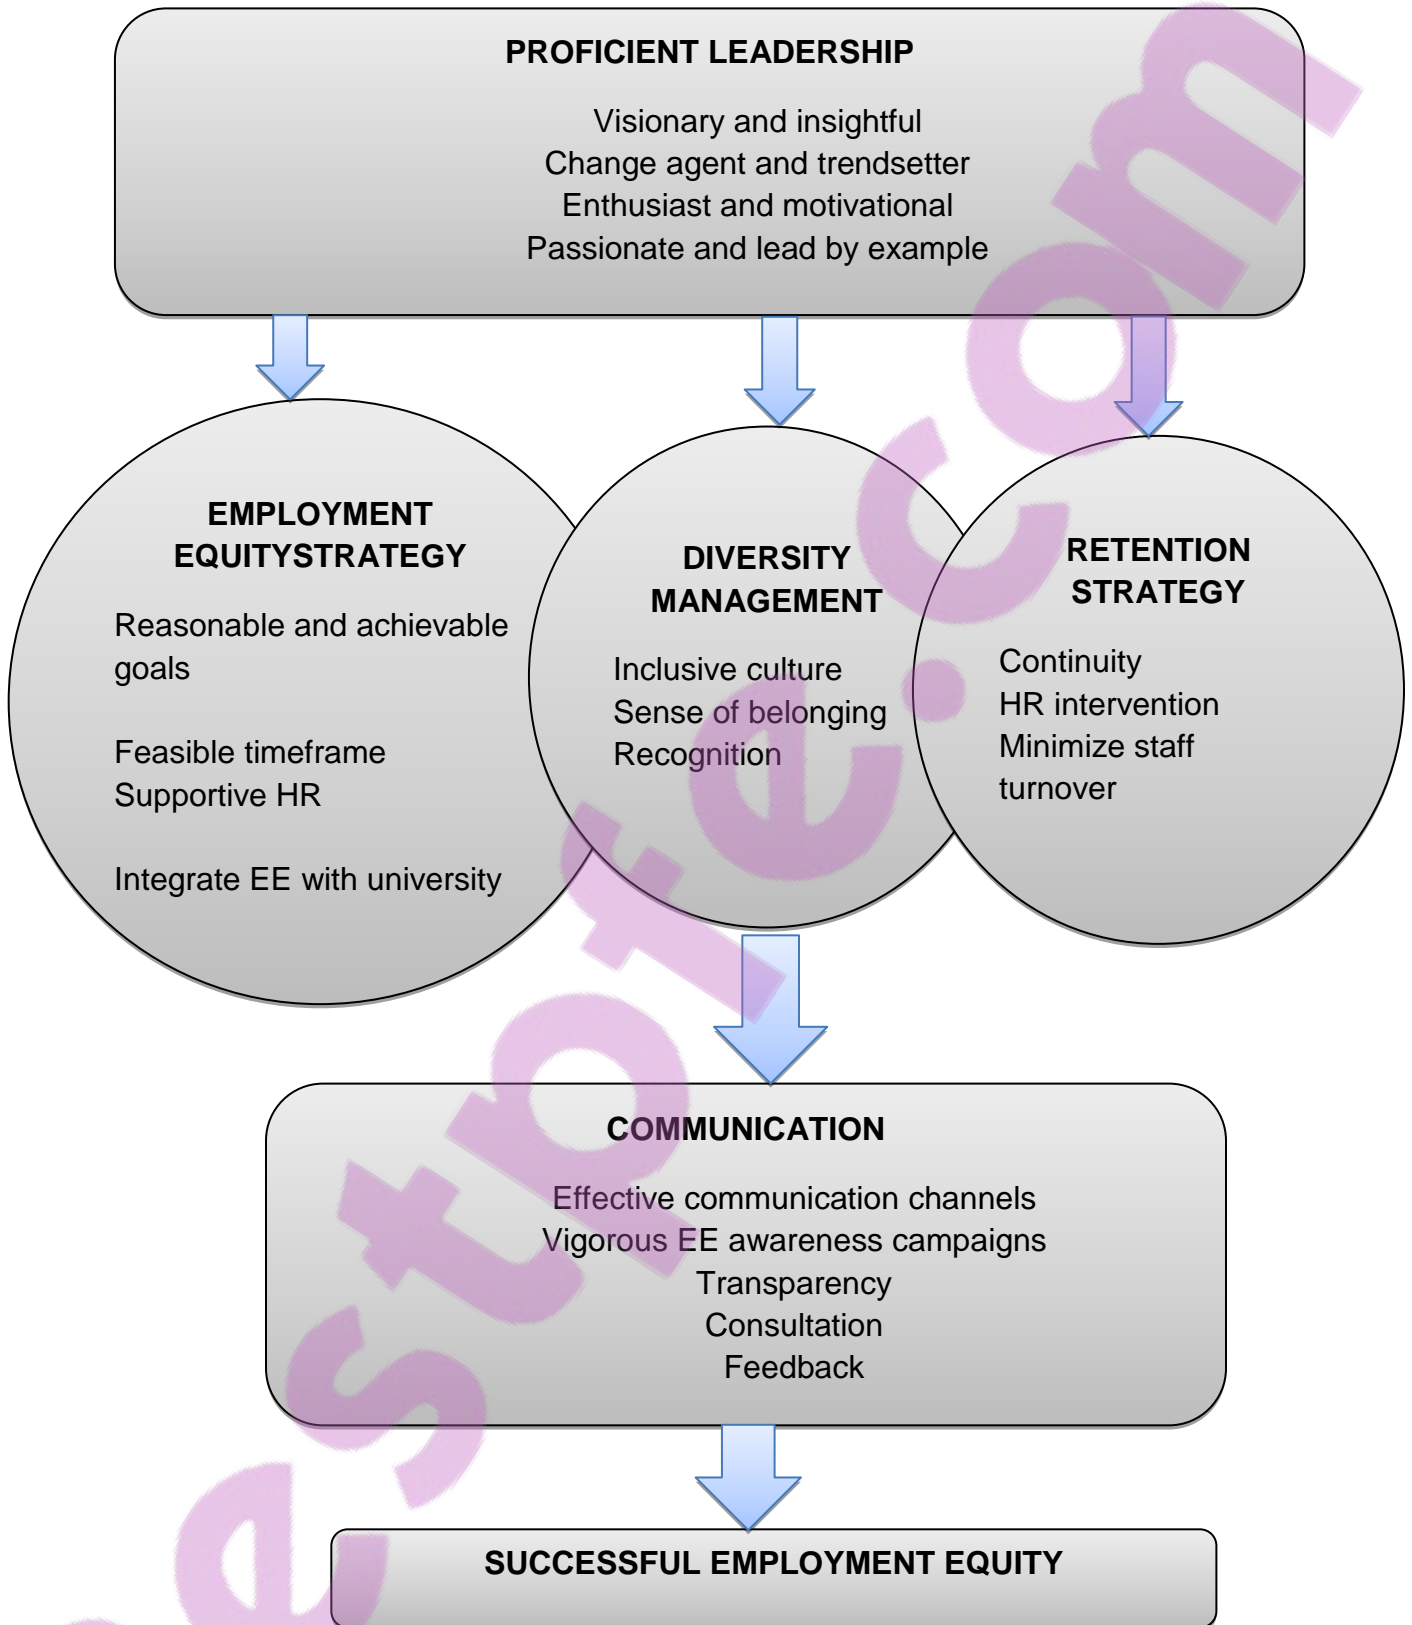 PROFICIENT LEADERSHIP
Visionary and insightful
Change agent and trendsetter
Enthusiast and motivational
Passionate and lead by example
EMPLOYMENT
EQUITYSTRATEGY
Reasonable and achievable
goals
Feasible timeframe
Supportive HR
Integrate EE with university
DIVERSITY
MANAGEMENT
Inclusive culture
Sense of belonging
Recognition
RETENTION
STRATEGY
Continuity
HR intervention
Minimize staff
turnover
COMMUNICATION
Effective communication channels
Vigorous EE awareness campaigns
Transparency
Consultation
Feedback
SUCCESSFUL EMPLOYMENT EQUITY
estpfe.com